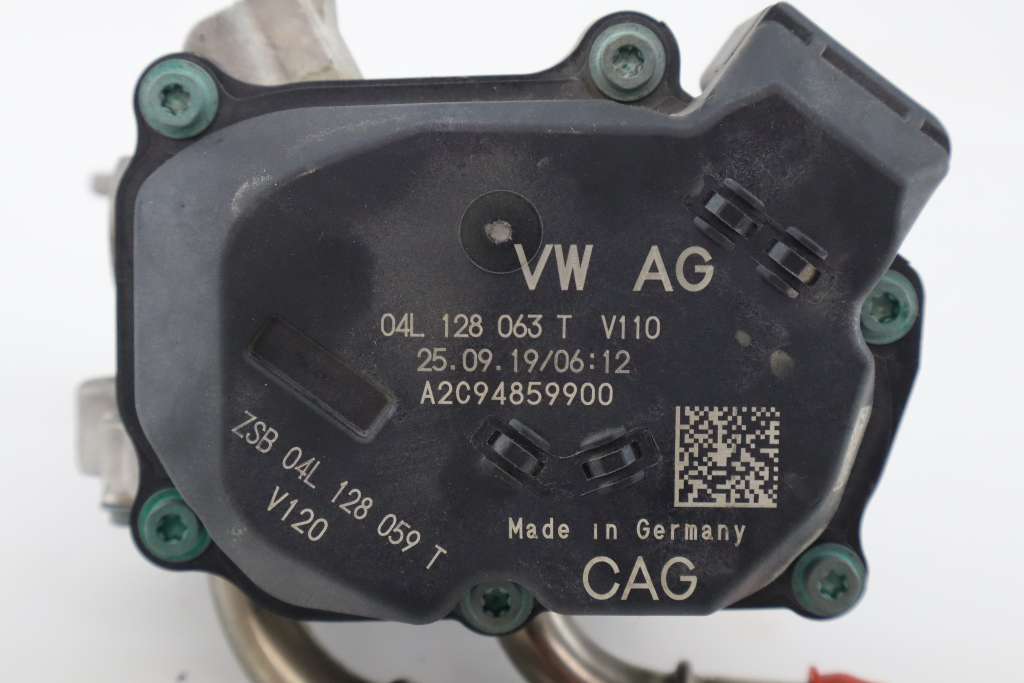 VW AG
04L 128 063 T V110
25.09.19/06:12
A2C94859900
ZSB 04L 128 059 T
V120
Made in Germany
CAG